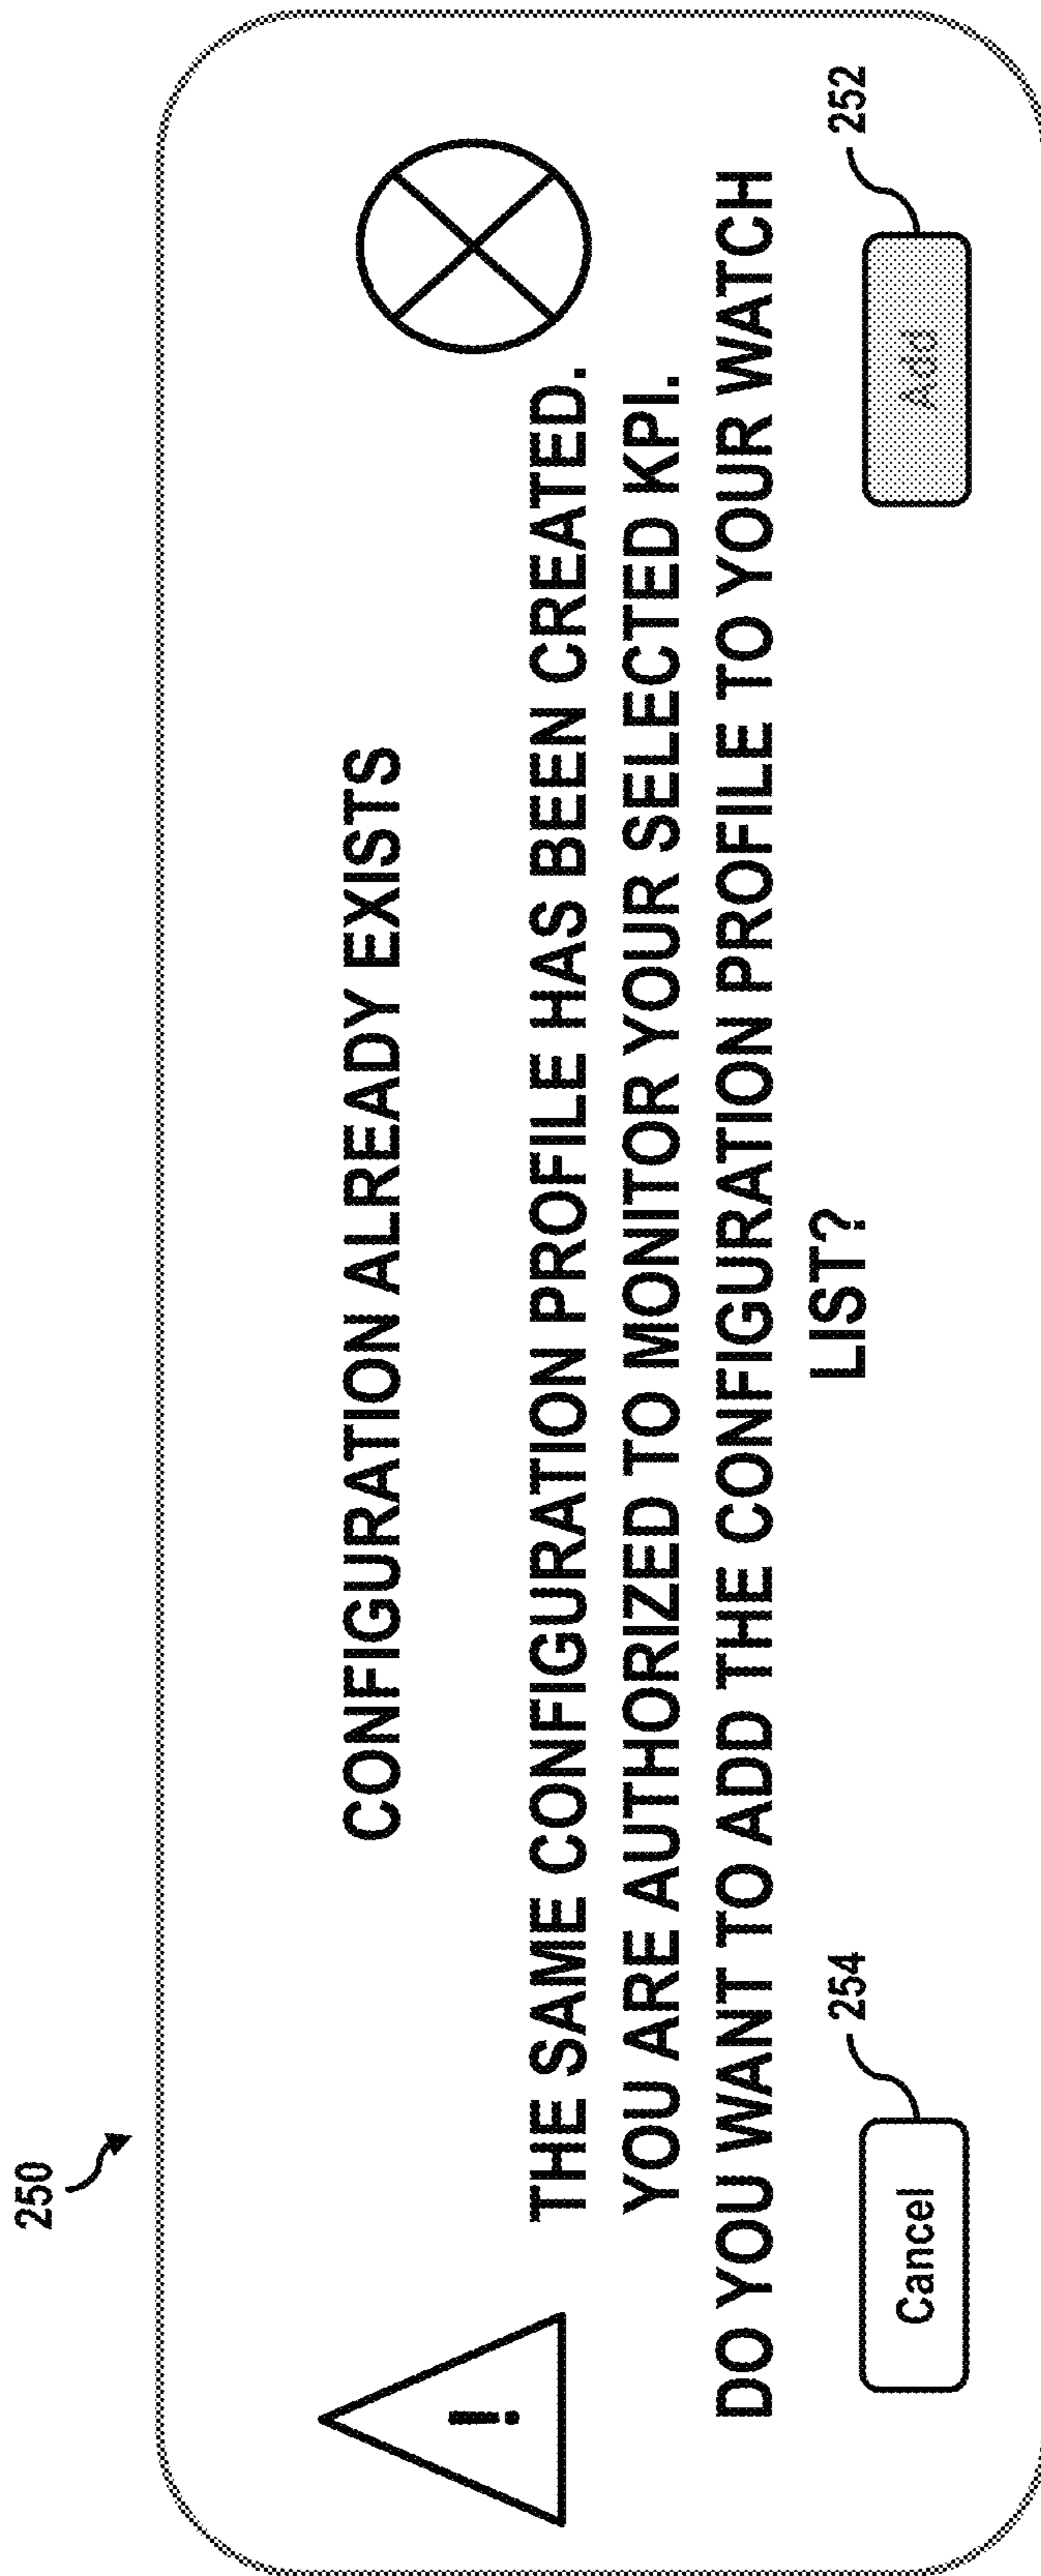 250
CONFIGURATION ALREADY EXISTS
!
THE SAME CONFIGURATION PROFILE HAS BEEN CREATED.
YOU ARE AUTHORIZED TO MONITOR YOUR SELECTED KPI.
DO YOU WANT TO ADD THE CONFIGURATION PROFILE TO YOUR WATCH
LIST?
254
252
Cancel
Add